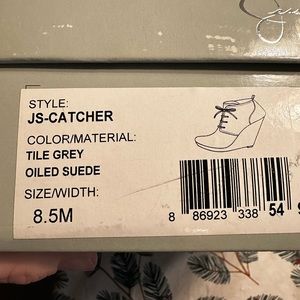 STYLE:
JS-CATCHER
COLOR/MATERIAL:
TILE GREY
OILED SUEDE
SIZE/WIDTH:
8.5M
8 86923 338 54